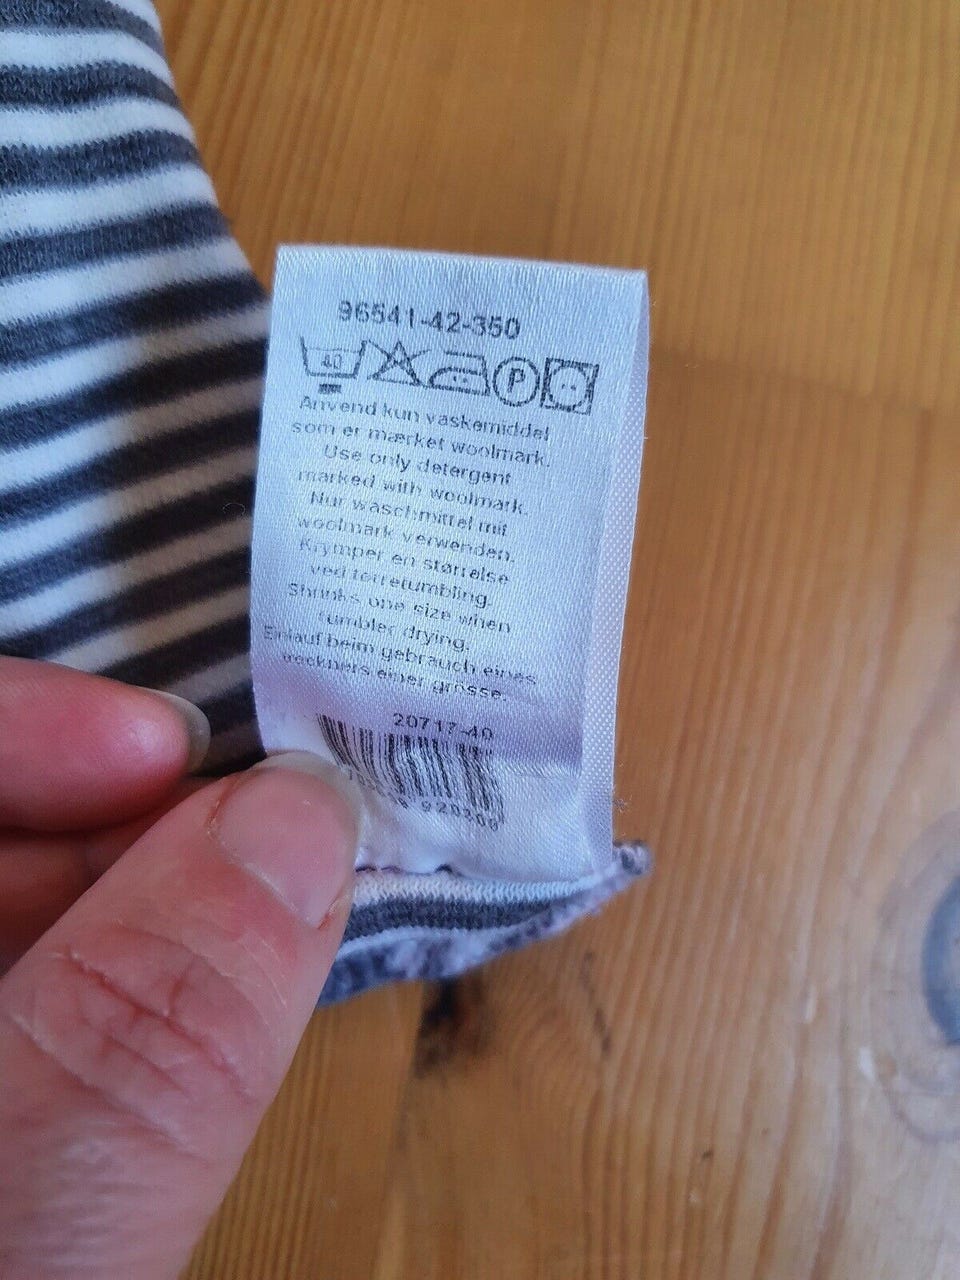 96541-42-350
40
P
Anvend kun vaskemiddel
som er mærket woolmark.
Use only detergent
marked with woolmark.
Nur waschmittel mit
woolmark verwenden.
Krymper en størrelse
ved tørretumbling.
Shrinks one size when
tumbler drying.
Einlauf beim gebrauch eines
trockners einer grösse.
20717-40